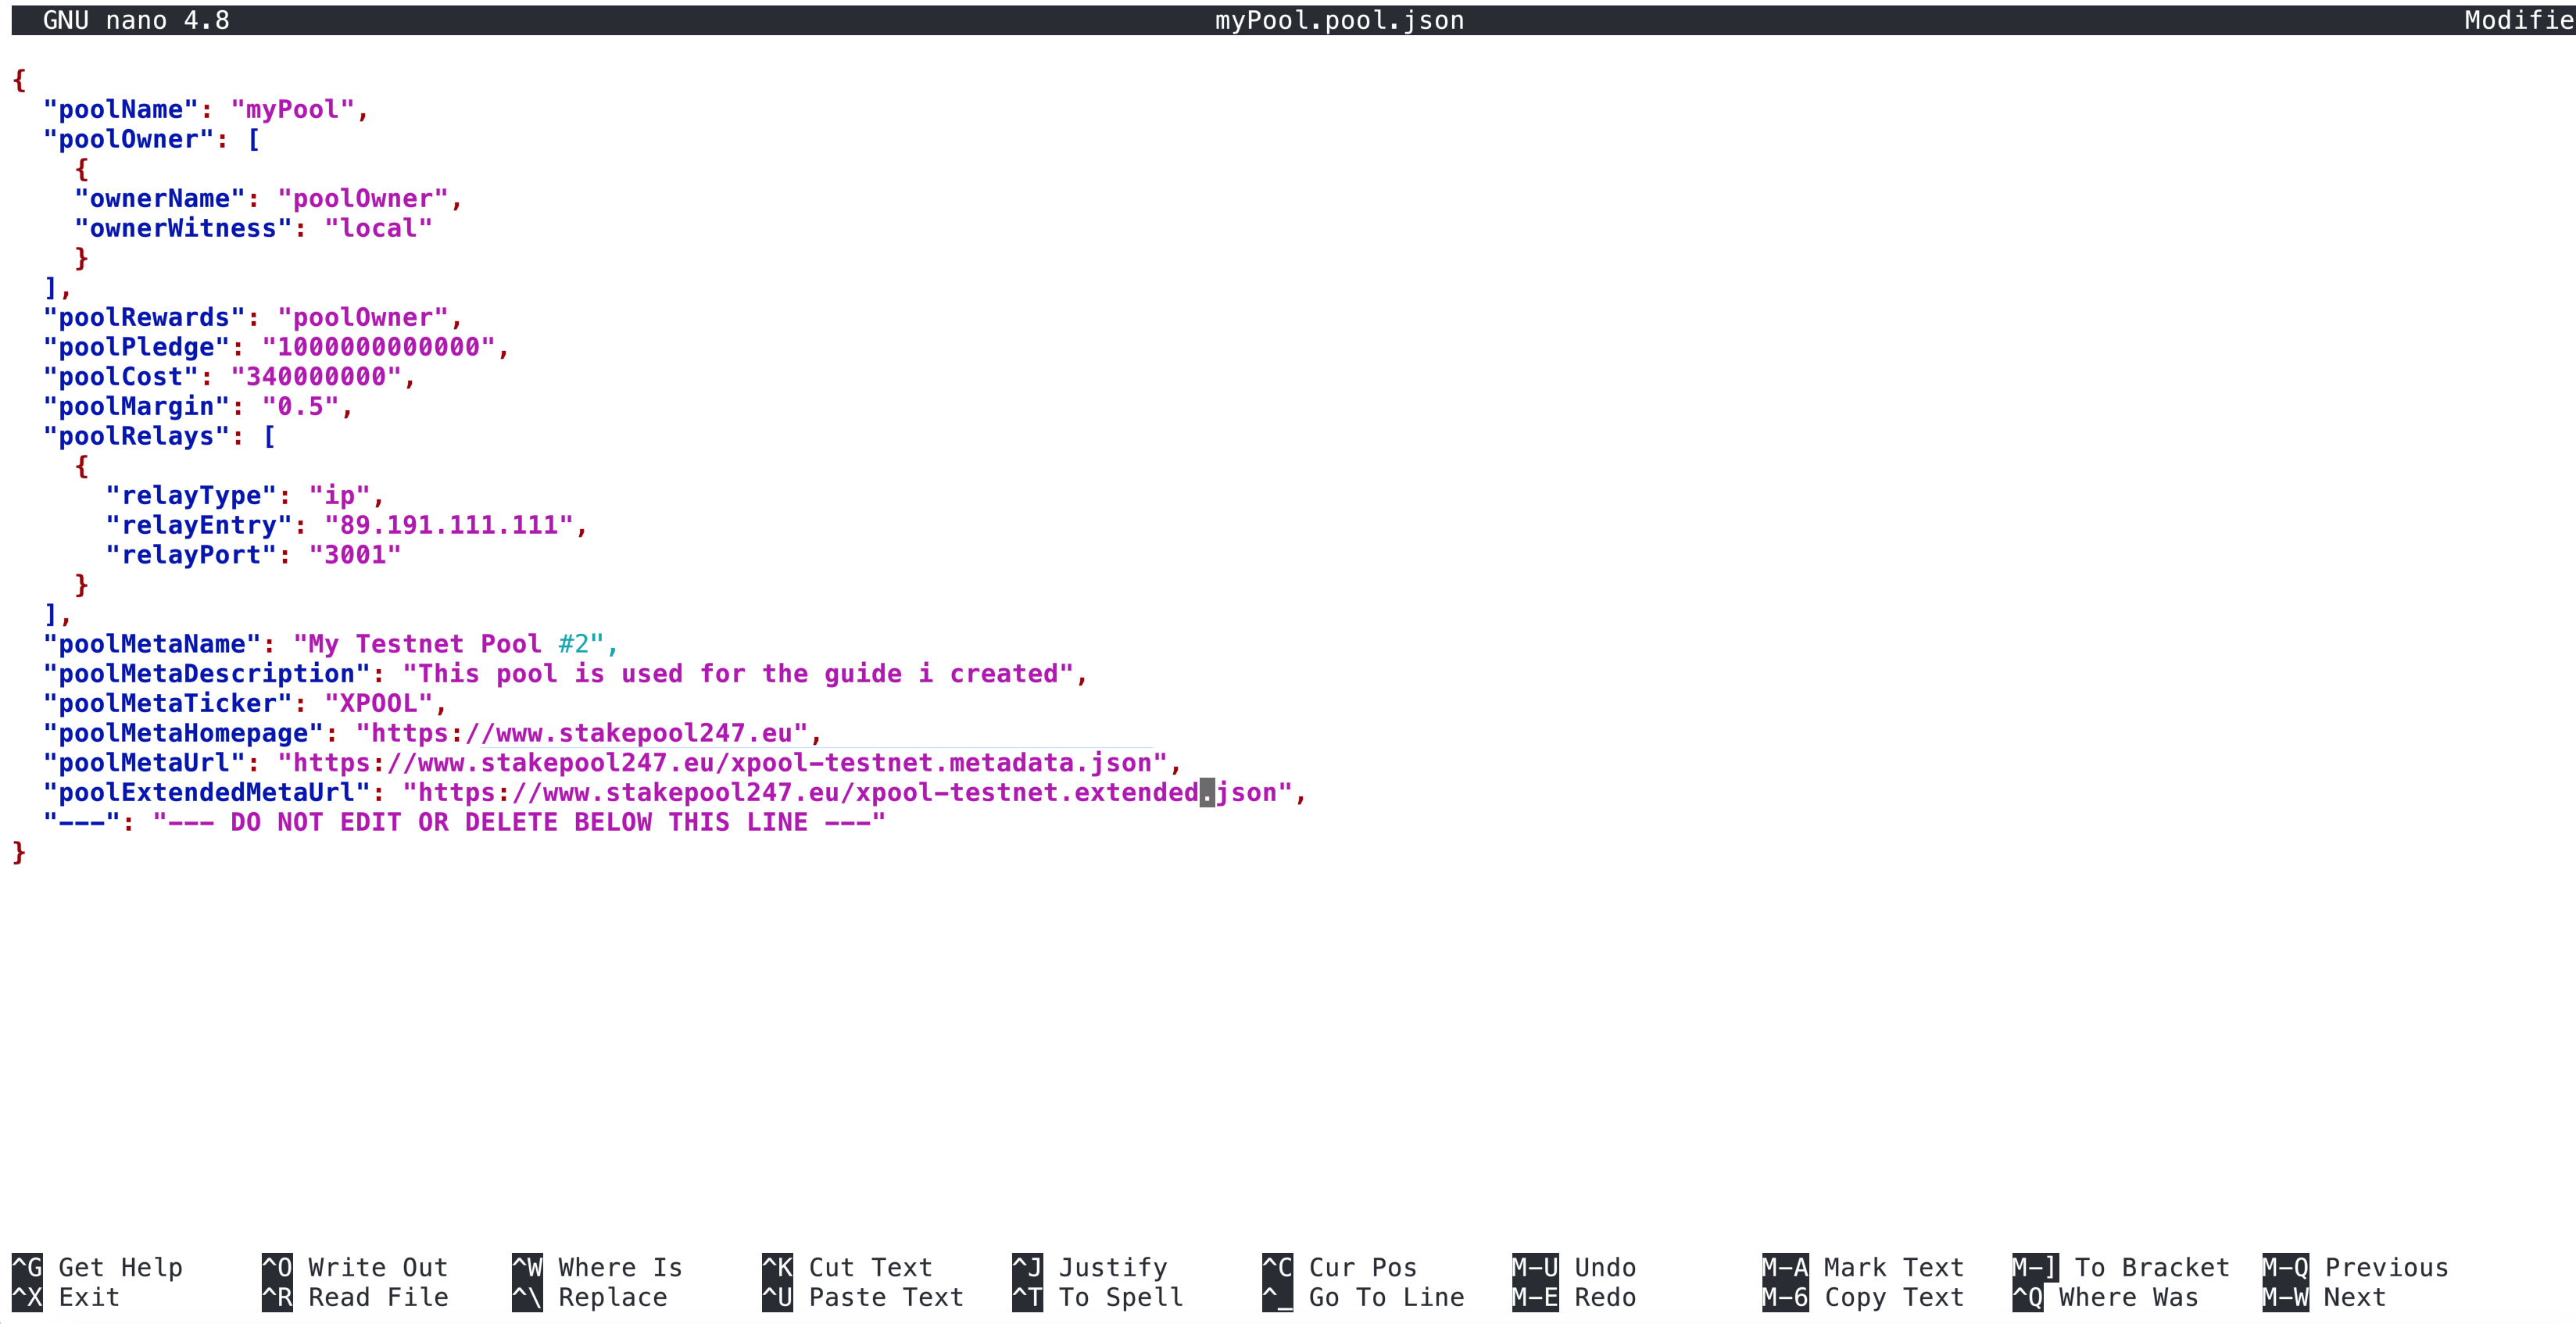 GNU nano 4.8 myPool.pool.json Modifie
{
"poolName": "myPool",
"poolOwner": [
{
"ownerName": "poolOwner",
"ownerWitness": "local"
}
],
"poolRewards": "poolOwner",
"poolPledge": "1000000000000",
"poolCost": "340000000",
"poolMargin": "0.5",
"poolRelays": [
{
"relayType": "ip",
"relayEntry": "89.191.111.111",
"relayPort": "3001"
}
],
"poolMetaName": "My Testnet Pool #2",
"poolMetaDescription": "This pool is used for the guide i created",
"poolMetaTicker": "XPOOL",
"poolMetaHomepage": "https://www.stakepool247.eu",
"poolMetaUrl": "https://www.stakepool247.eu/xpool-testnet.metadata.json",
"poolExtendedMetaUrl": "https://www.stakepool247.eu/xpool-testnet.extended.json",
"---": "--- DO NOT EDIT OR DELETE BELOW THIS LINE ---"
}
^G Get Help ^O Write Out ^W Where Is ^K Cut Text ^J Justify ^C Cur Pos M-U Undo M-A Mark Text M-] To Bracket M-Q Previous
^X Exit ^R Read File ^\ Replace ^U Paste Text ^T To Spell ^_ Go To Line M-E Redo M-6 Copy Text ^Q Where Was M-W Next